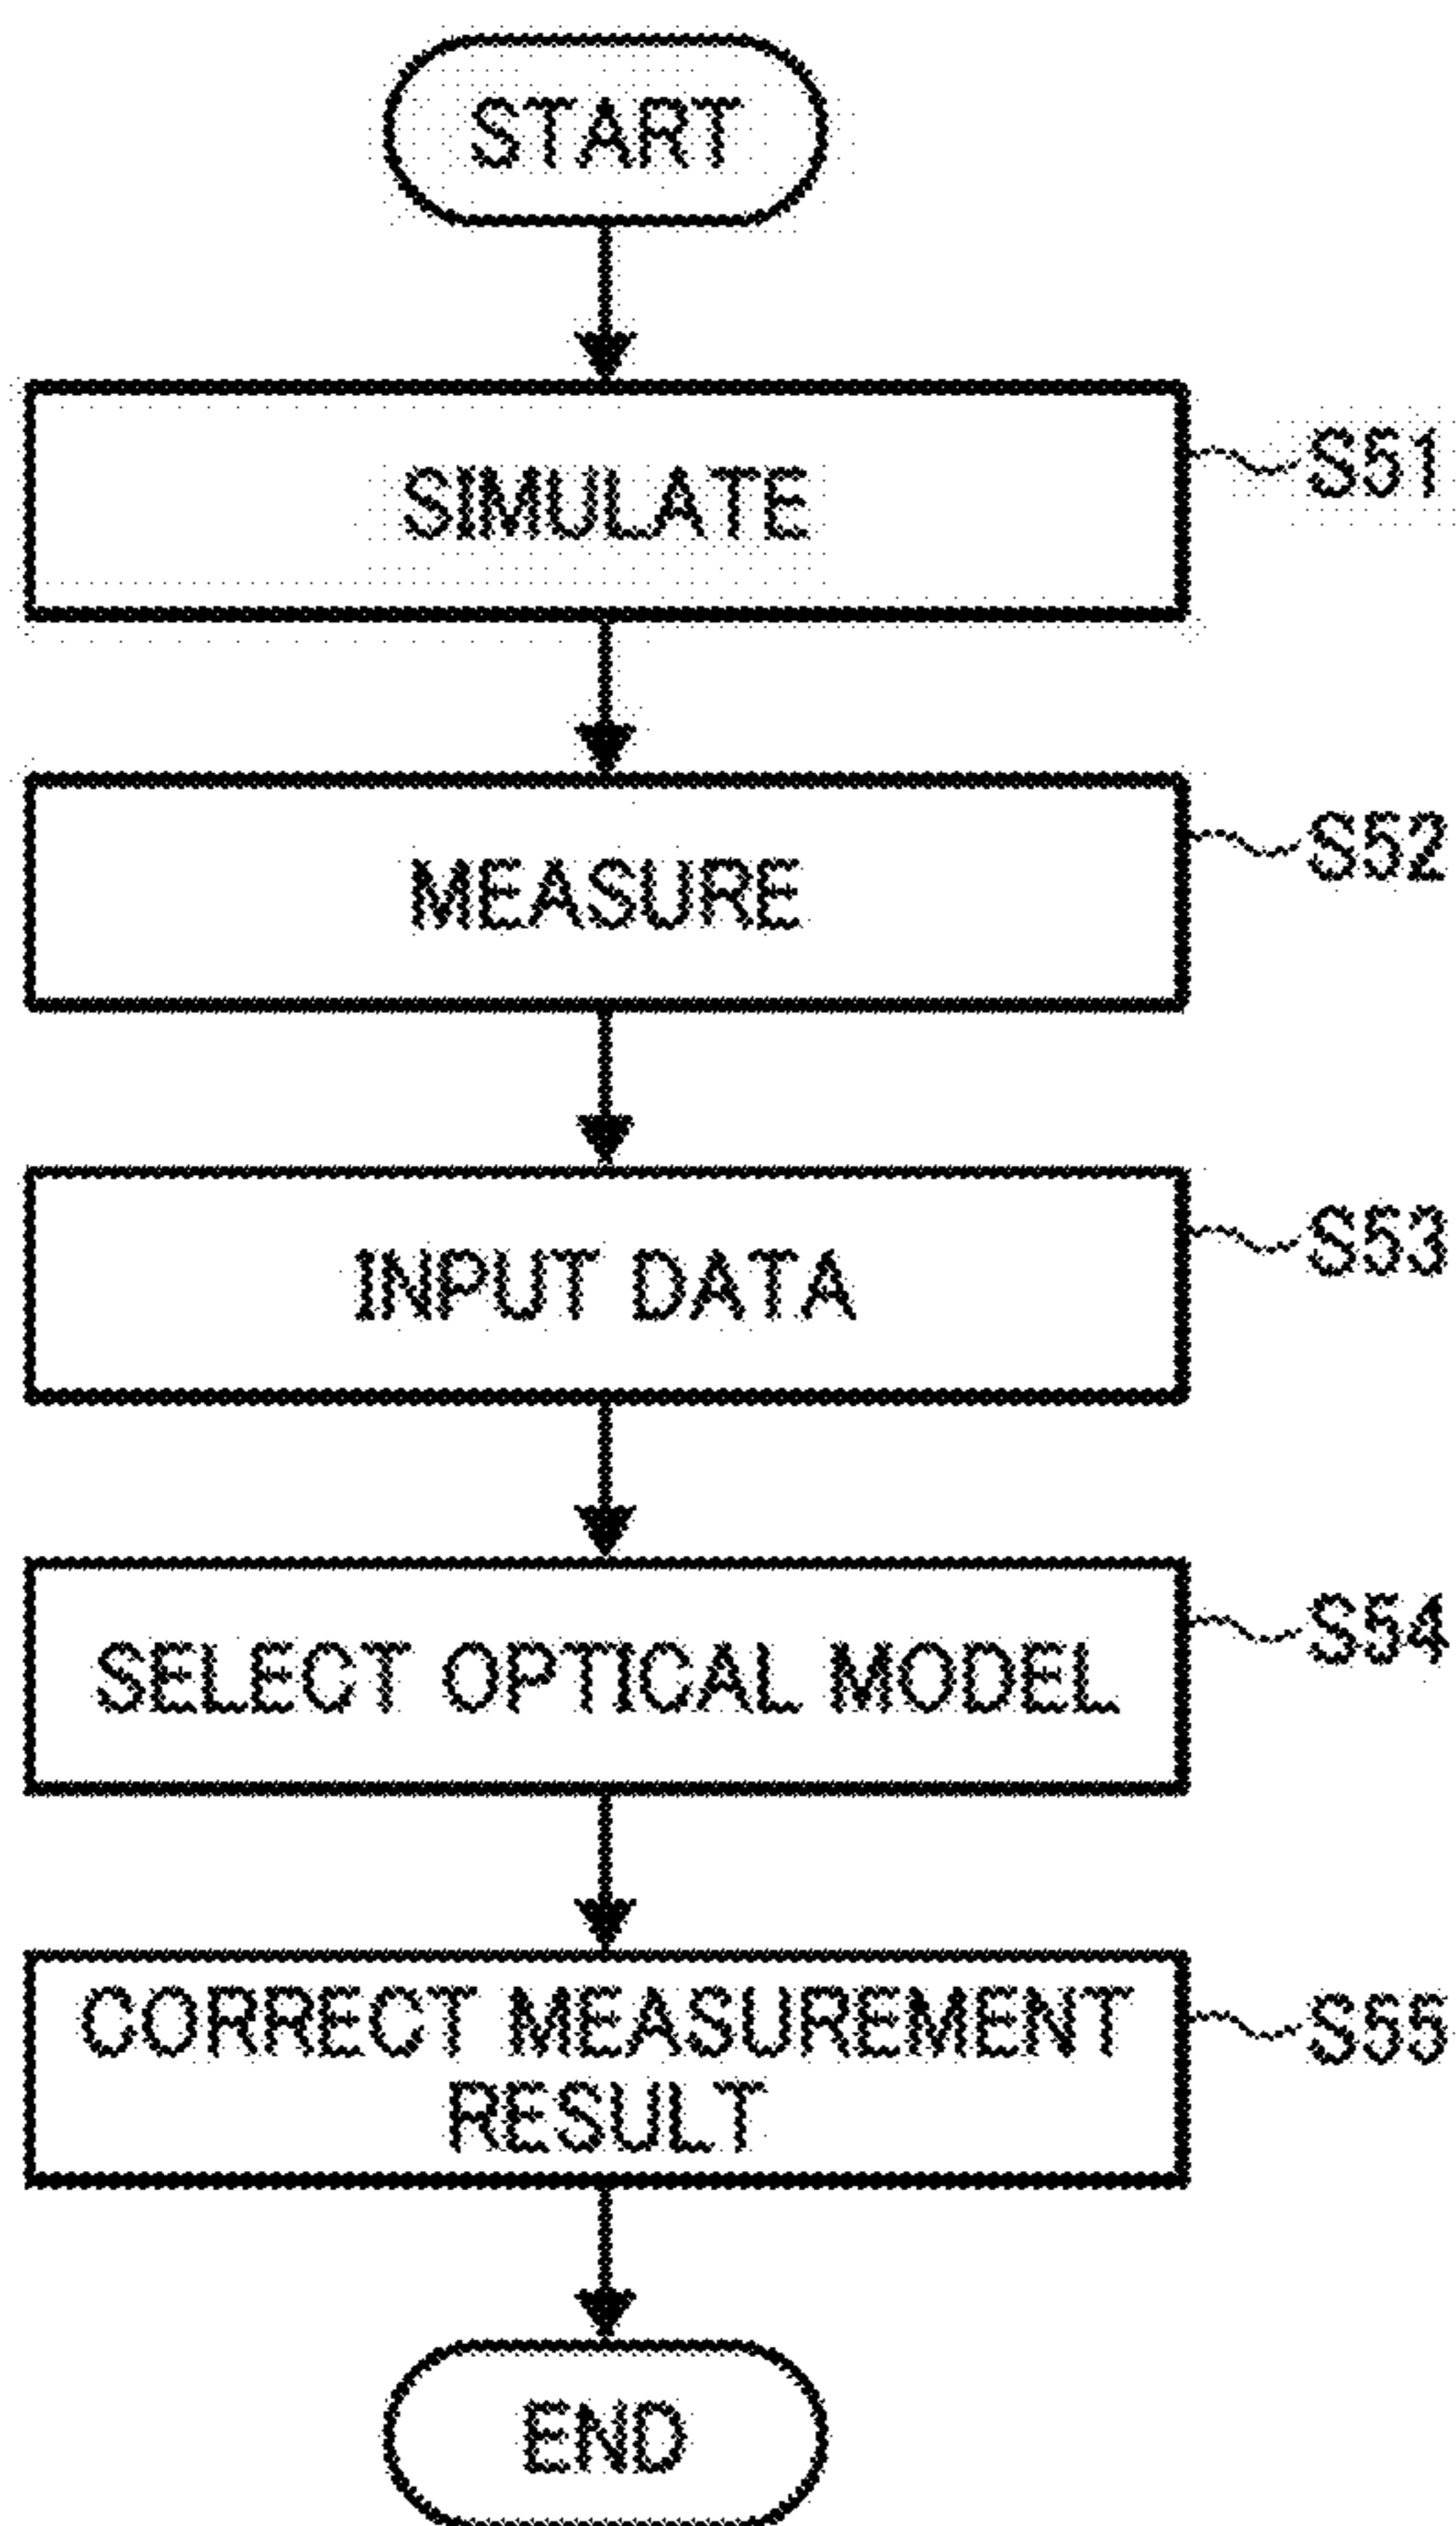 START
SIMULATE
S51
MEASURE
S52
INPUT DATA
S53
SELECT OPTICAL MODEL
S54
CORRECT MEASUREMENT
RESULT
S55
END